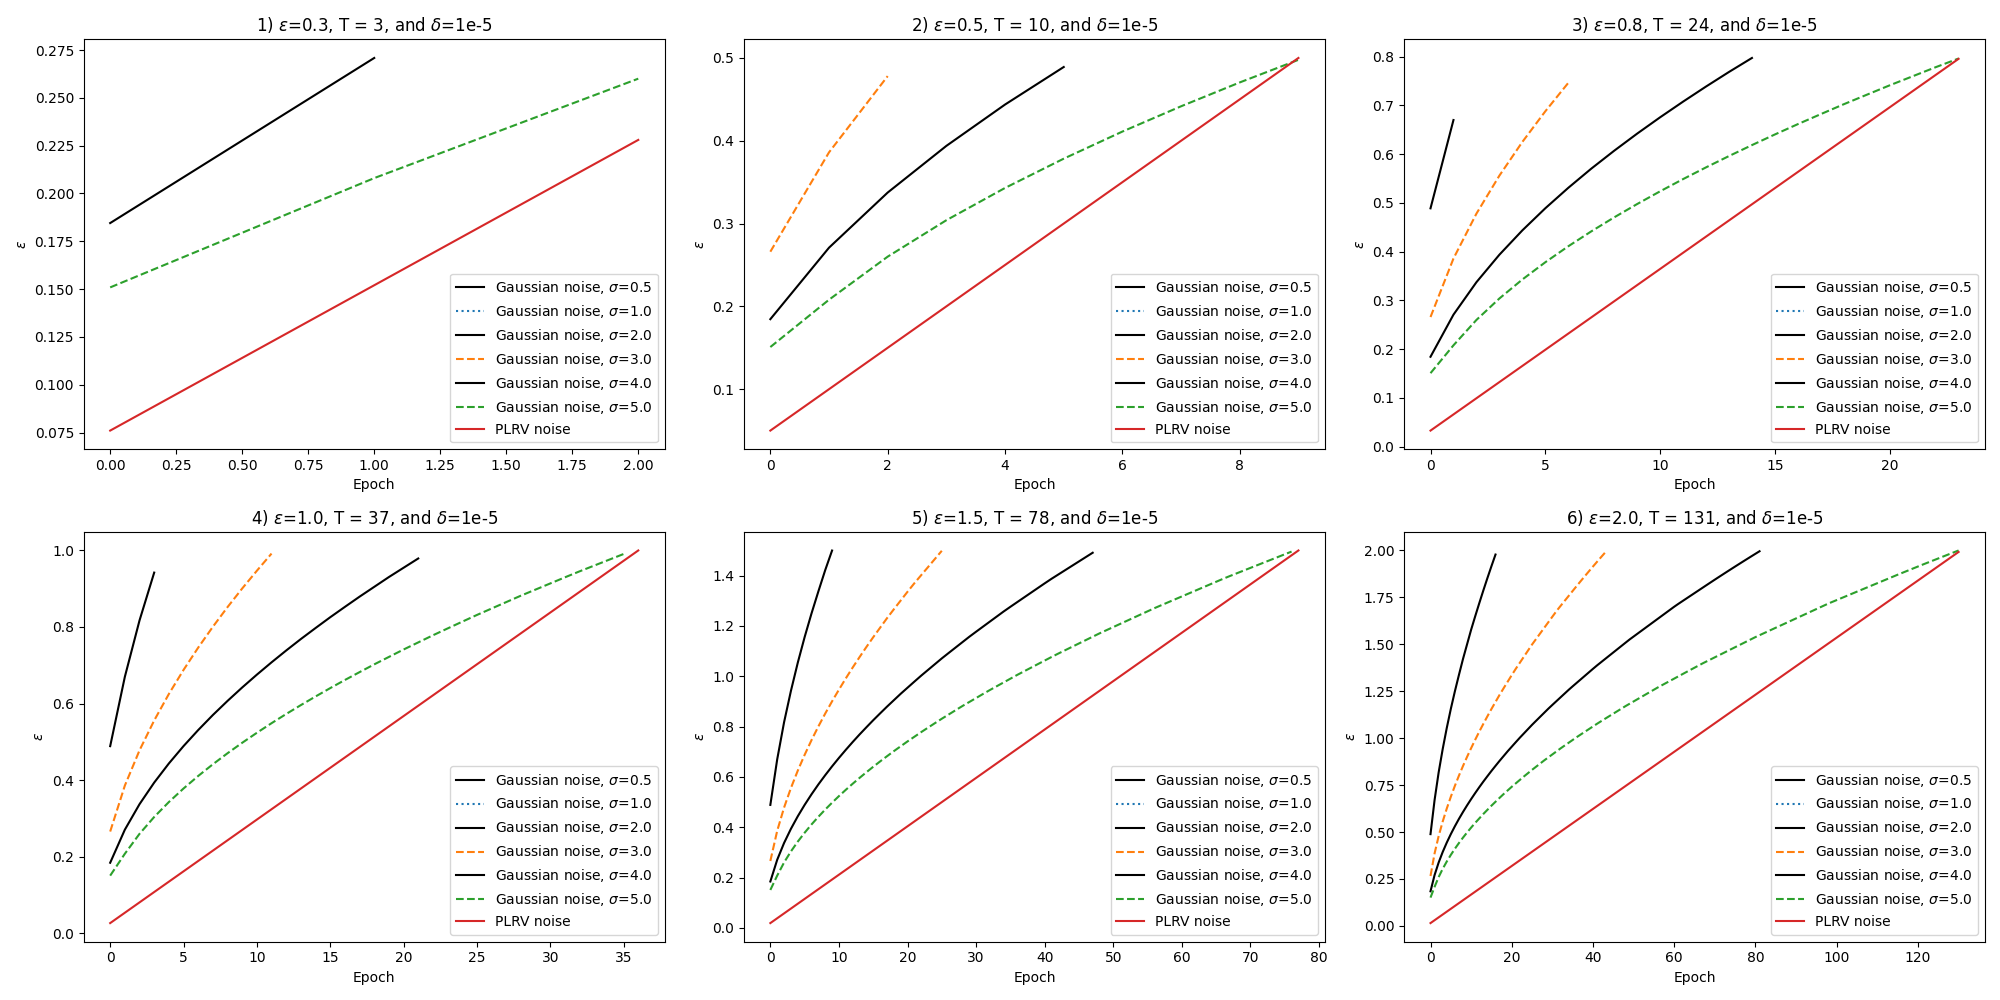 1) ε=0.3, T = 3, and δ=1e-5
0.275
0.250
0.225
0.200
0.175
0.150
0.125
0.100
0.075
ε
Gaussian noise, σ=0.5
Gaussian noise, σ=1.0
Gaussian noise, σ=2.0
Gaussian noise, σ=3.0
Gaussian noise, σ=4.0
Gaussian noise, σ=5.0
PLRV noise
0.00 0.25 0.50 0.75 1.00 1.25 1.50 1.75 2.00
Epoch
2) ε=0.5, T = 10, and δ=1e-5
0.5
0.4
0.3
0.2
0.1
ε
Gaussian noise, σ=0.5
Gaussian noise, σ=1.0
Gaussian noise, σ=2.0
Gaussian noise, σ=3.0
Gaussian noise, σ=4.0
Gaussian noise, σ=5.0
PLRV noise
0 2 4 6 8
Epoch
3) ε=0.8, T = 24, and δ=1e-5
0.8
0.7
0.6
0.5
0.4
0.3
0.2
0.1
0.0
ε
Gaussian noise, σ=0.5
Gaussian noise, σ=1.0
Gaussian noise, σ=2.0
Gaussian noise, σ=3.0
Gaussian noise, σ=4.0
Gaussian noise, σ=5.0
PLRV noise
0 5 10 15 20
Epoch
4) ε=1.0, T = 37, and δ=1e-5
1.0
0.8
0.6
0.4
0.2
0.0
ε
Gaussian noise, σ=0.5
Gaussian noise, σ=1.0
Gaussian noise, σ=2.0
Gaussian noise, σ=3.0
Gaussian noise, σ=4.0
Gaussian noise, σ=5.0
PLRV noise
0 5 10 15 20 25 30 35
Epoch
5) ε=1.5, T = 78, and δ=1e-5
1.4
1.2
1.0
0.8
0.6
0.4
0.2
0.0
ε
Gaussian noise, σ=0.5
Gaussian noise, σ=1.0
Gaussian noise, σ=2.0
Gaussian noise, σ=3.0
Gaussian noise, σ=4.0
Gaussian noise, σ=5.0
PLRV noise
0 10 20 30 40 50 60 70 80
Epoch
6) ε=2.0, T = 131, and δ=1e-5
2.00
1.75
1.50
1.25
1.00
0.75
0.50
0.25
0.00
ε
Gaussian noise, σ=0.5
Gaussian noise, σ=1.0
Gaussian noise, σ=2.0
Gaussian noise, σ=3.0
Gaussian noise, σ=4.0
Gaussian noise, σ=5.0
PLRV noise
0 20 40 60 80 100 120
Epoch